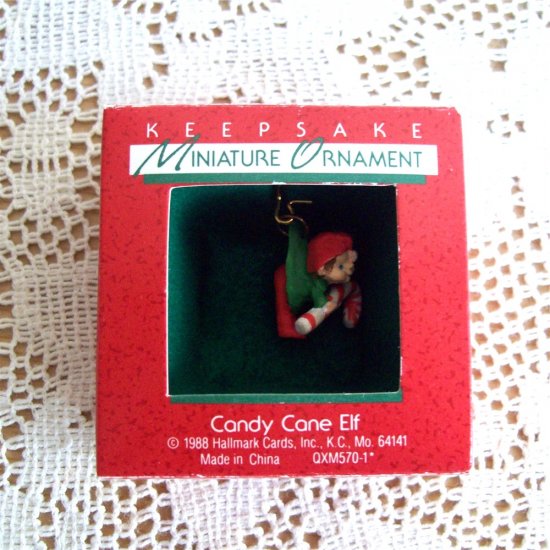 KEEPSAKE
MINIATURE ORNAMENT
Candy Cane Elf
© 1988 Hallmark Cards, Inc., K.C., Mo. 64141
Made in China QXM570-1*